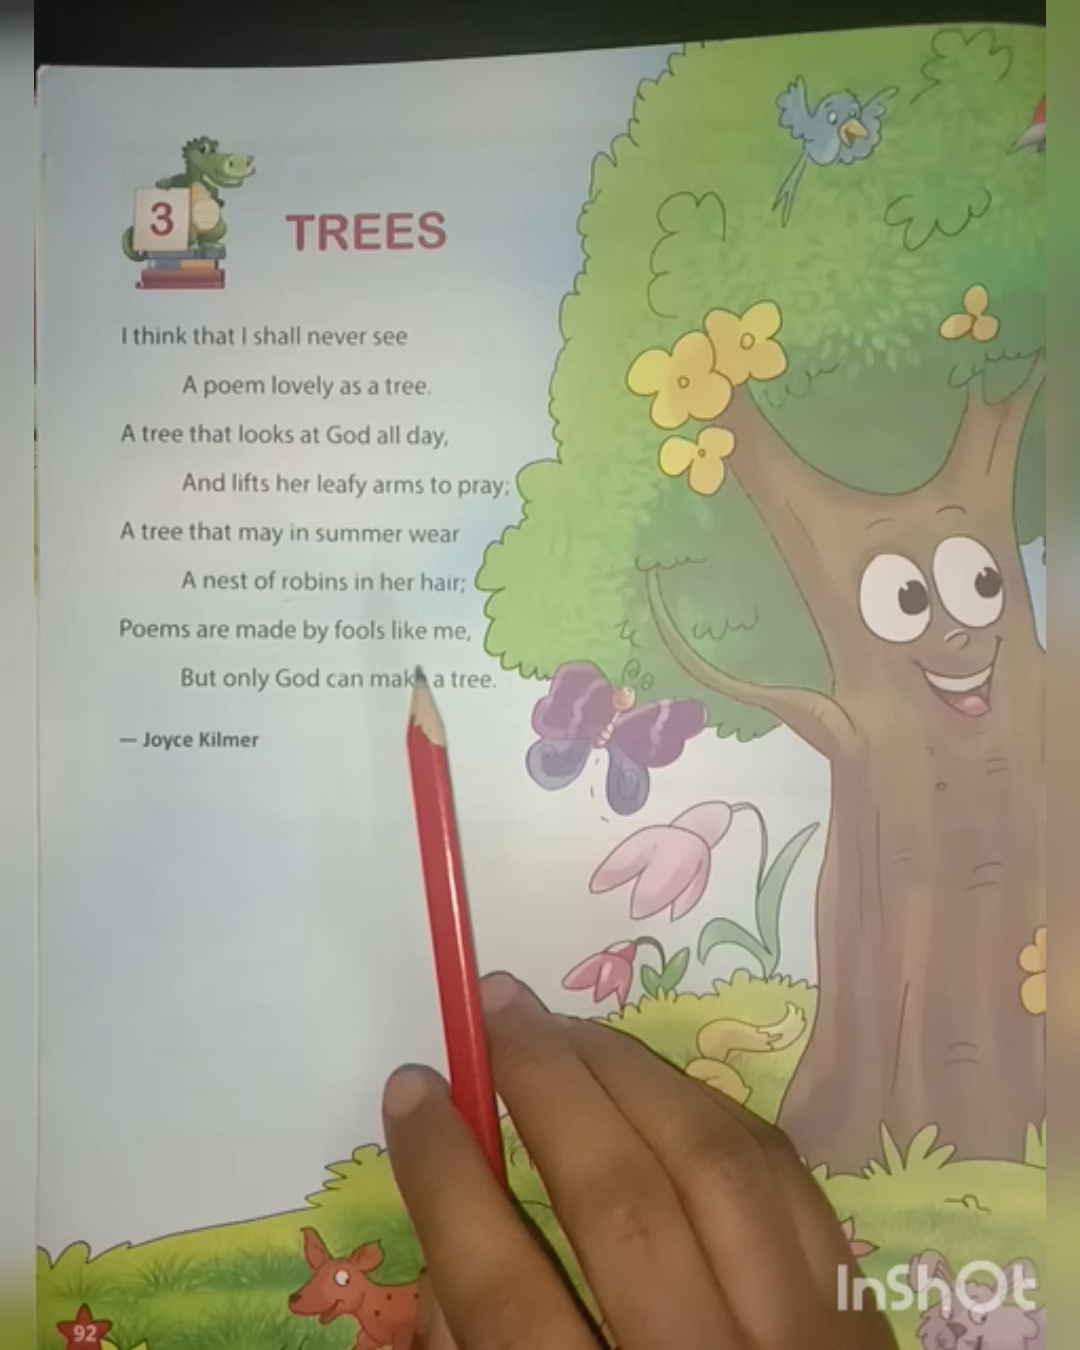 3
TREES
I think that I shall never see
A poem lovely as a tree.
A tree that looks at God all day,
And lifts her leafy arms to pray;
A tree that may in summer wear
A nest of robins in her hair;
Poems are made by fools like me,
But only God can make a tree.
— Joyce Kilmer
92
InShOt